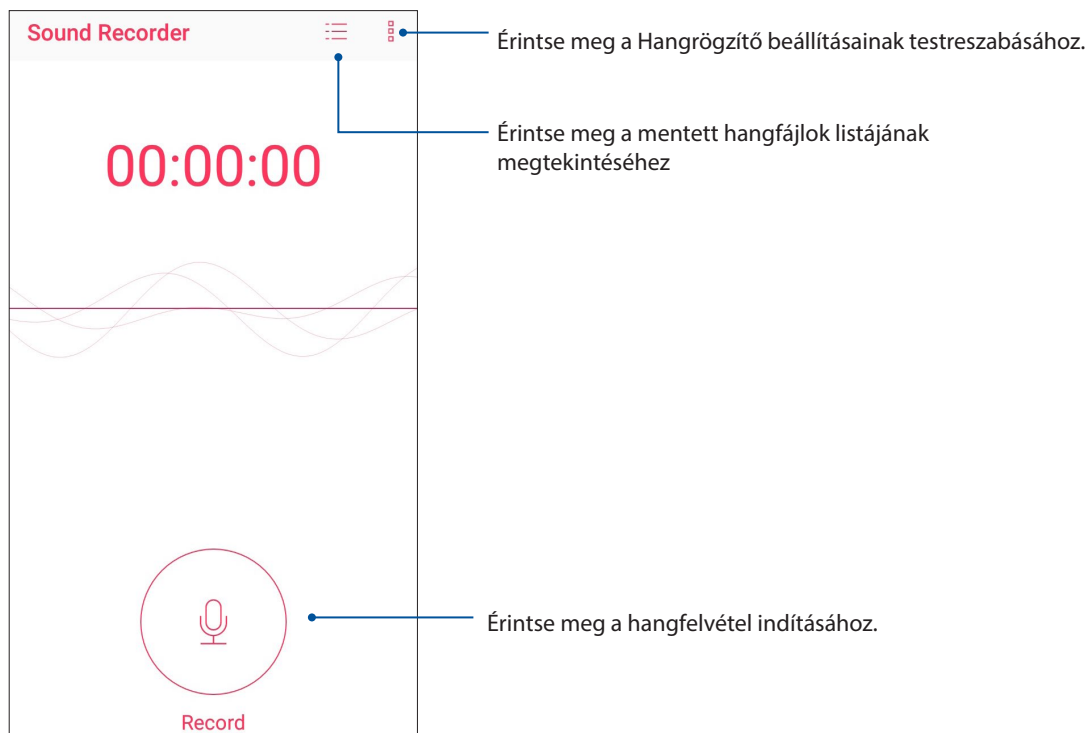 Sound Recorder
Érintse meg a Hangrögzítő beállításainak testreszabásához.
Érintse meg a mentett hangfájlok listájának
megtekintéséhez
00:00:00
Érintse meg a hangfelvétel indításához.
Record